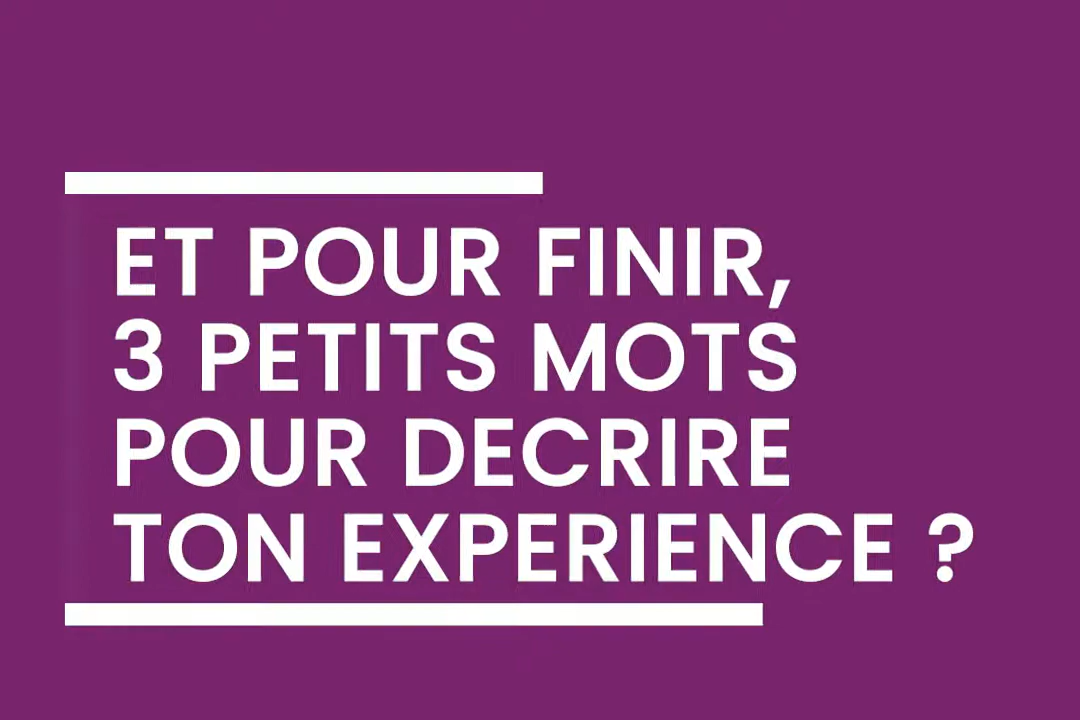 ET POUR FINIR,
3 PETITS MOTS
POUR DECRIRE
TON EXPERIENCE ?